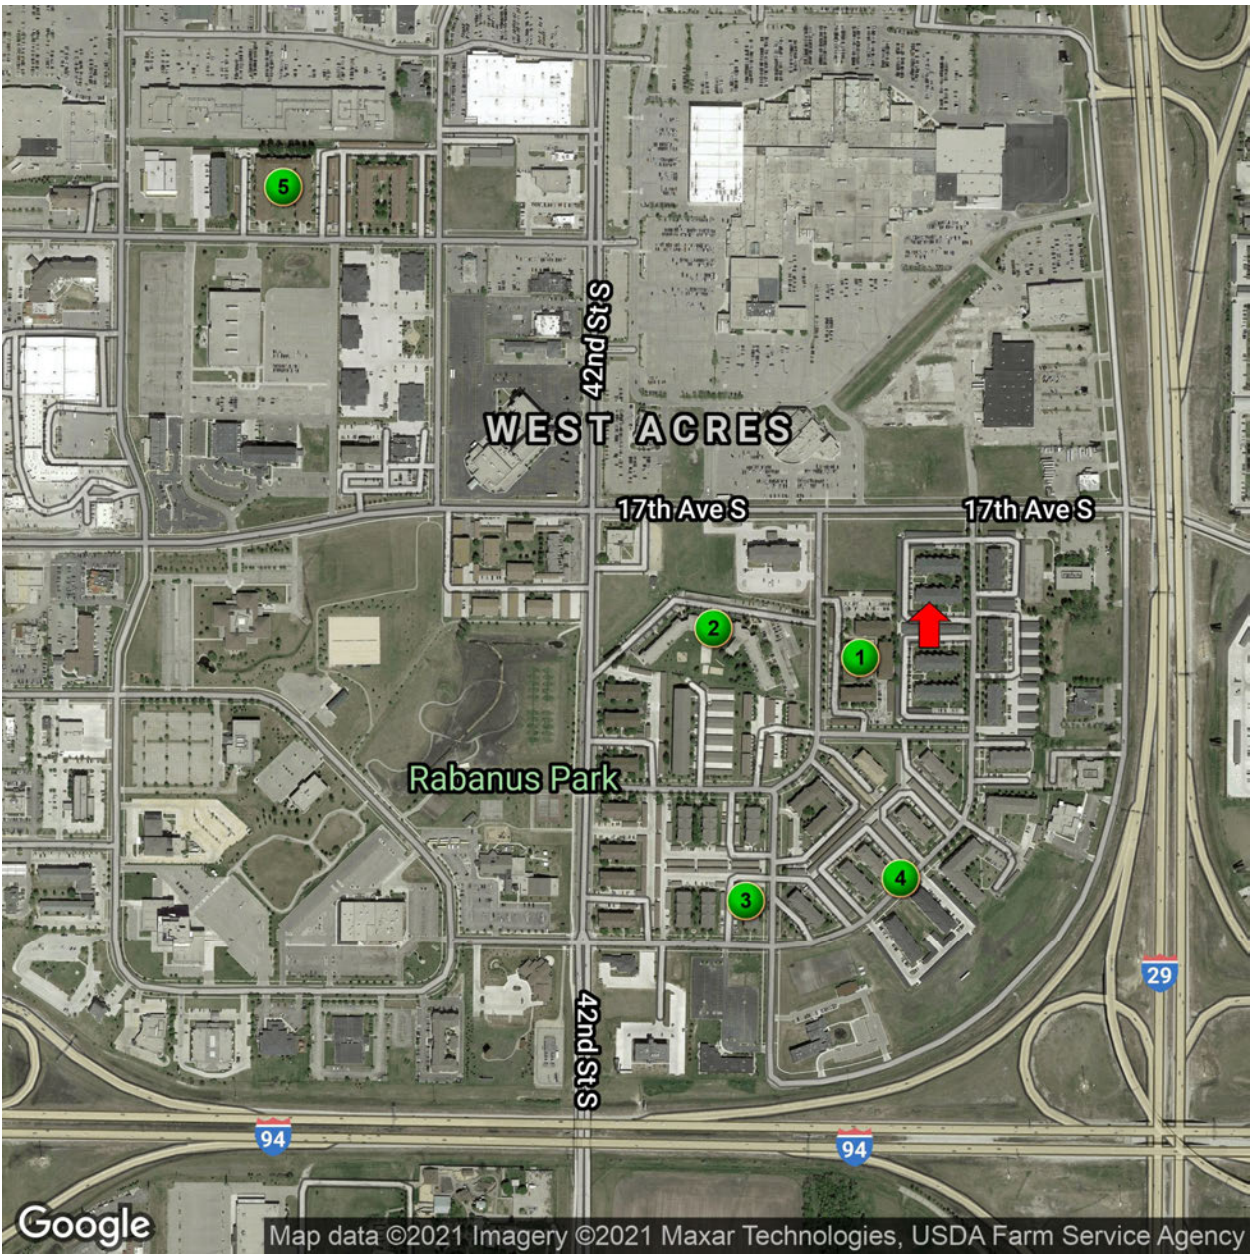 5
42nd St S
WEST ACRES
17th Ave S
17th Ave S
2
1
Rabanus Park
4
3
29
42nd St S
94
94
Google
Map data ©2021 Imagery ©2021 Maxar Technologies, USDA Farm Service Agency